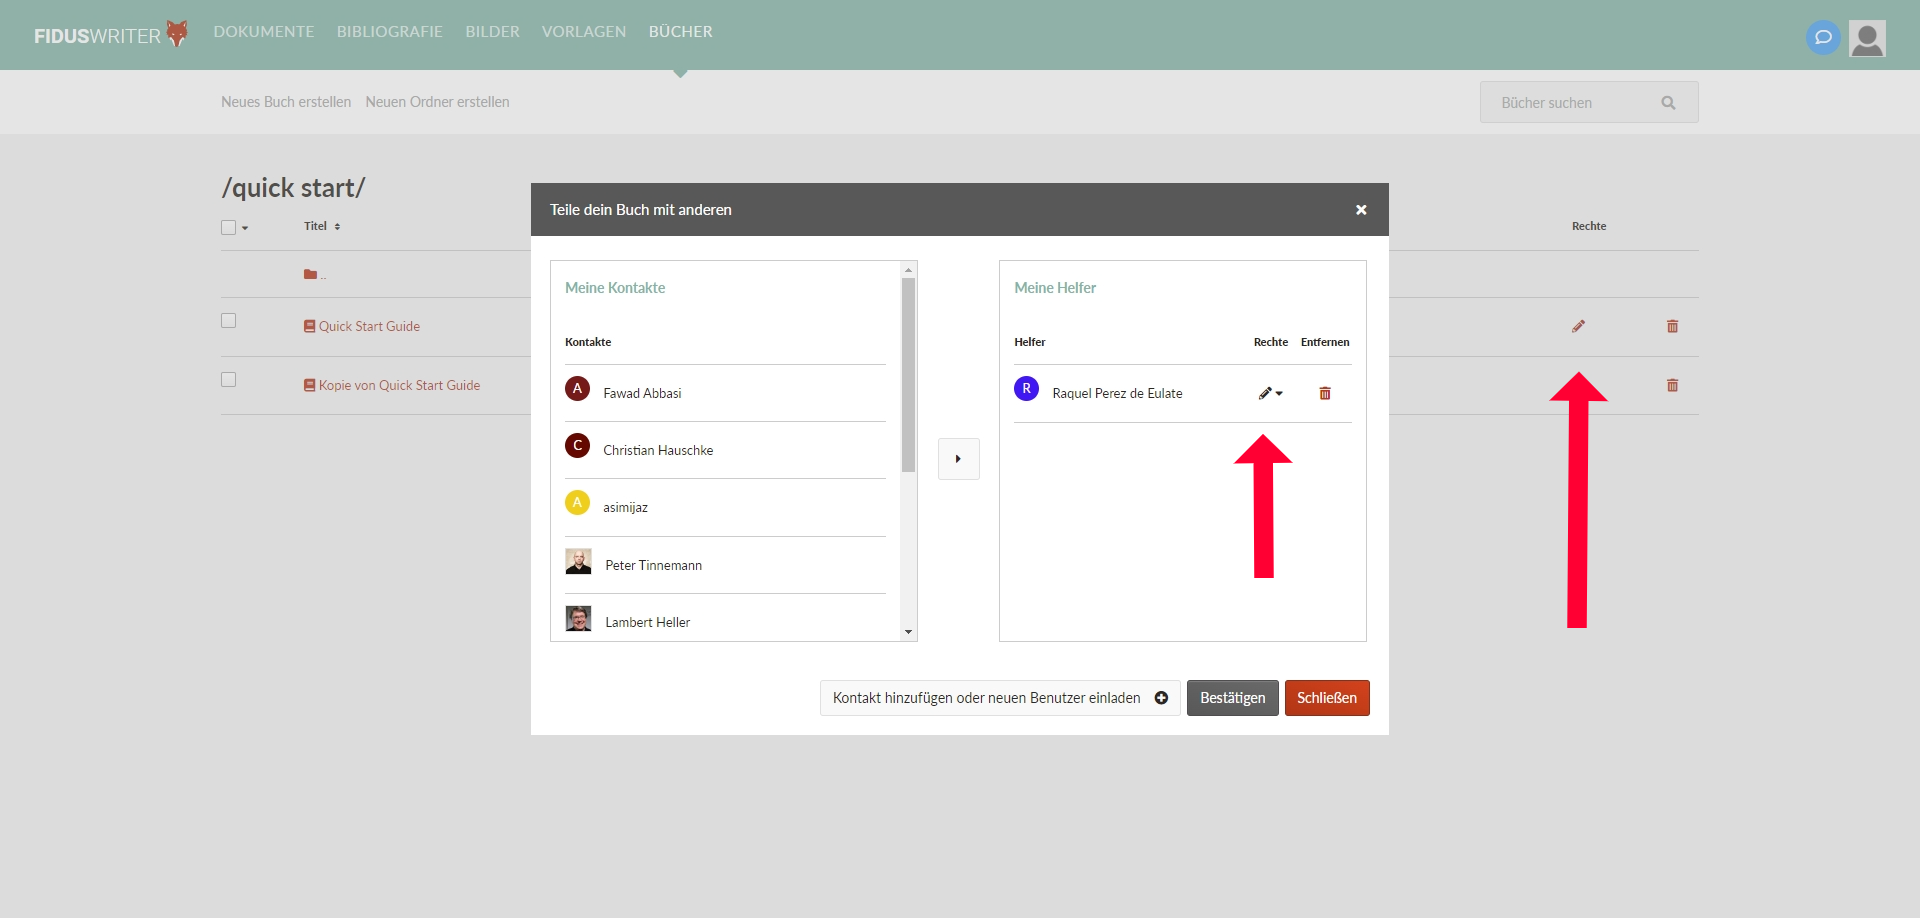 FIDUSWRITER DOKUMENTE BIBLIOGRAFIE BILDER VORLAGEN BÜCHER
Neues Buch erstellen Neuen Ordner erstellen
Bücher suchen
/quick start/
Titel
Rechte
..
Quick Start Guide
Kopie von Quick Start Guide
Teile dein Buch mit anderen
Meine Kontakte
Kontakte
A Fawad Abbasi
C Christian Hauschke
A asimijaz
Peter Tinnemann
Lambert Heller
Meine Helfer
Helfer Rechte Entfernen
R Raquel Perez de Eulate
Kontakt hinzufügen oder neuen Benutzer einladen Bestätigen Schließen